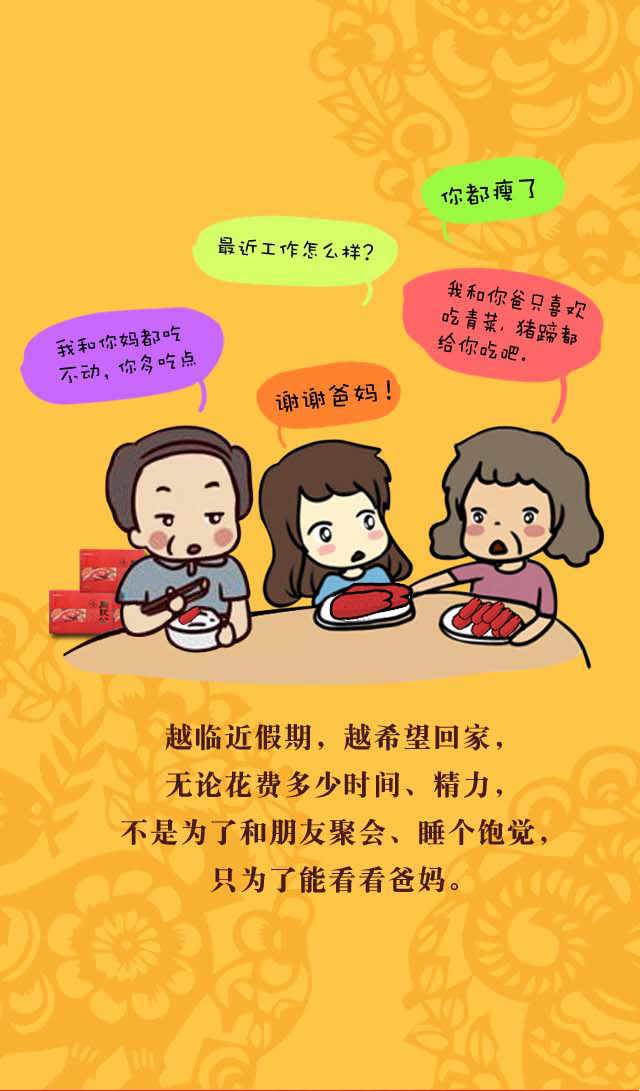 你都瘦了
最近工作怎么样？
我和你爸只喜欢
吃青菜，猪蹄都
给你吃吧。
我和你妈都吃
不动，你多吃点
谢谢爸妈！
越临近假期，越希望回家，
无论花费多少时间、精力，
不是为了和朋友聚会、睡个饱觉，
只为了能看看爸妈。